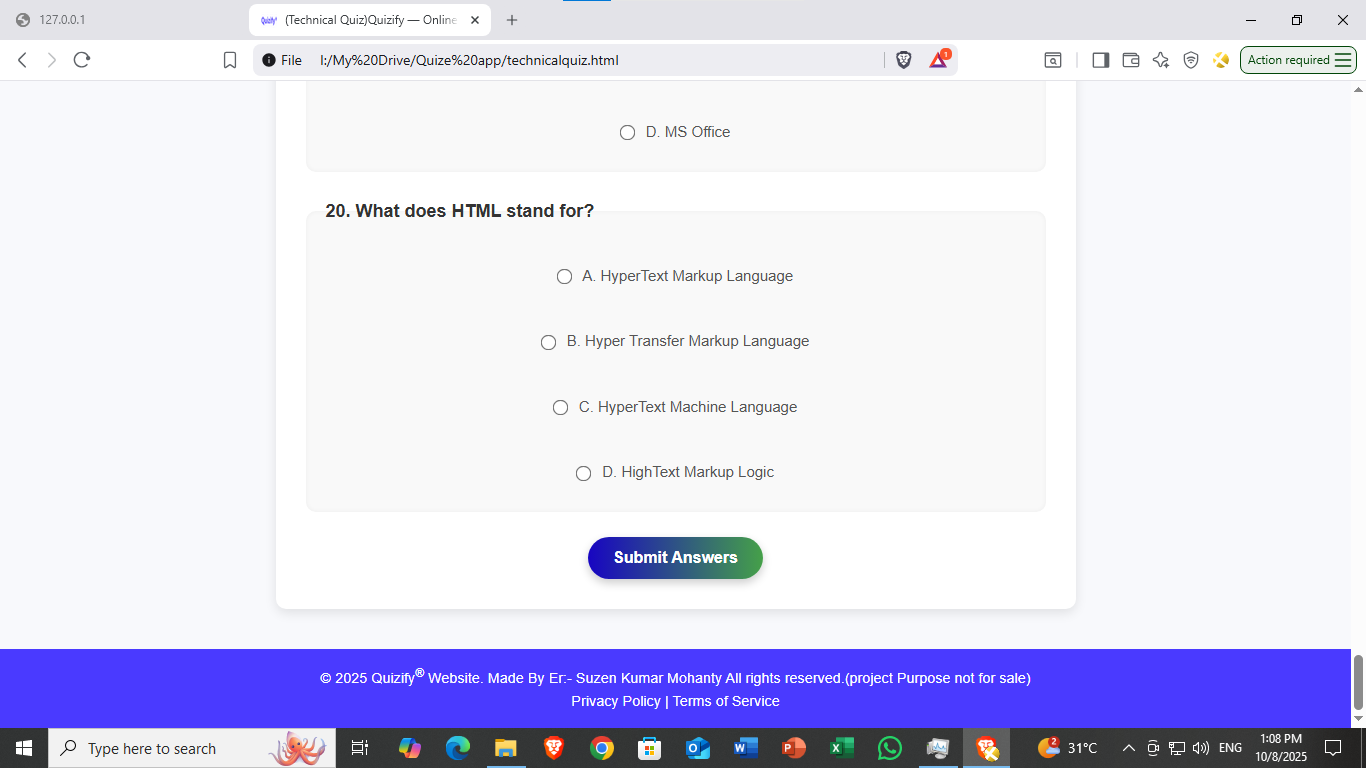 127.0.0.1
Quizify (Technical Quiz)Quizify — Online
File I:/My%20Drive/Quize%20app/technicalquiz.html
1
Action required
D. MS Office
20. What does HTML stand for?
A. HyperText Markup Language
B. Hyper Transfer Markup Language
C. HyperText Machine Language
D. HighText Markup Logic
Submit Answers
© 2025 Quizify® Website. Made By Er:- Suzen Kumar Mohanty All rights reserved.(project Purpose not for sale)
Privacy Policy | Terms of Service
Type here to search
2
31°C
ENG
1:08 PM
10/8/2025